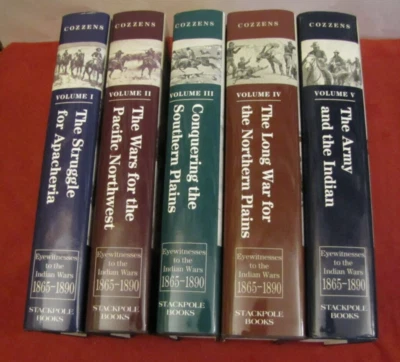 COZZENS
VOLUME I
The Struggle
for Apacheria
Eyewitnesses
to the
Indian Wars
1865-1890
STACKPOLE
BOOKS
COZZENS
VOLUME II
The Wars for the
Pacific Northwest
Eyewitnesses
to the
Indian Wars
1865-1890
STACKPOLE
BOOKS
COZZENS
VOLUME III
Conquering the
Southern Plains
Eyewitnesses
to the
Indian Wars
1865-1890
STACKPOLE
BOOKS
COZZENS
VOLUME IV
The Long War for
the Northern Plains
Eyewitnesses
to the
Indian Wars
1865-1890
STACKPOLE
BOOKS
COZZENS
VOLUME V
The Army
and the Indian
Eyewitnesses
to the
Indian Wars
1865-1890
STACKPOLE
BOOKS